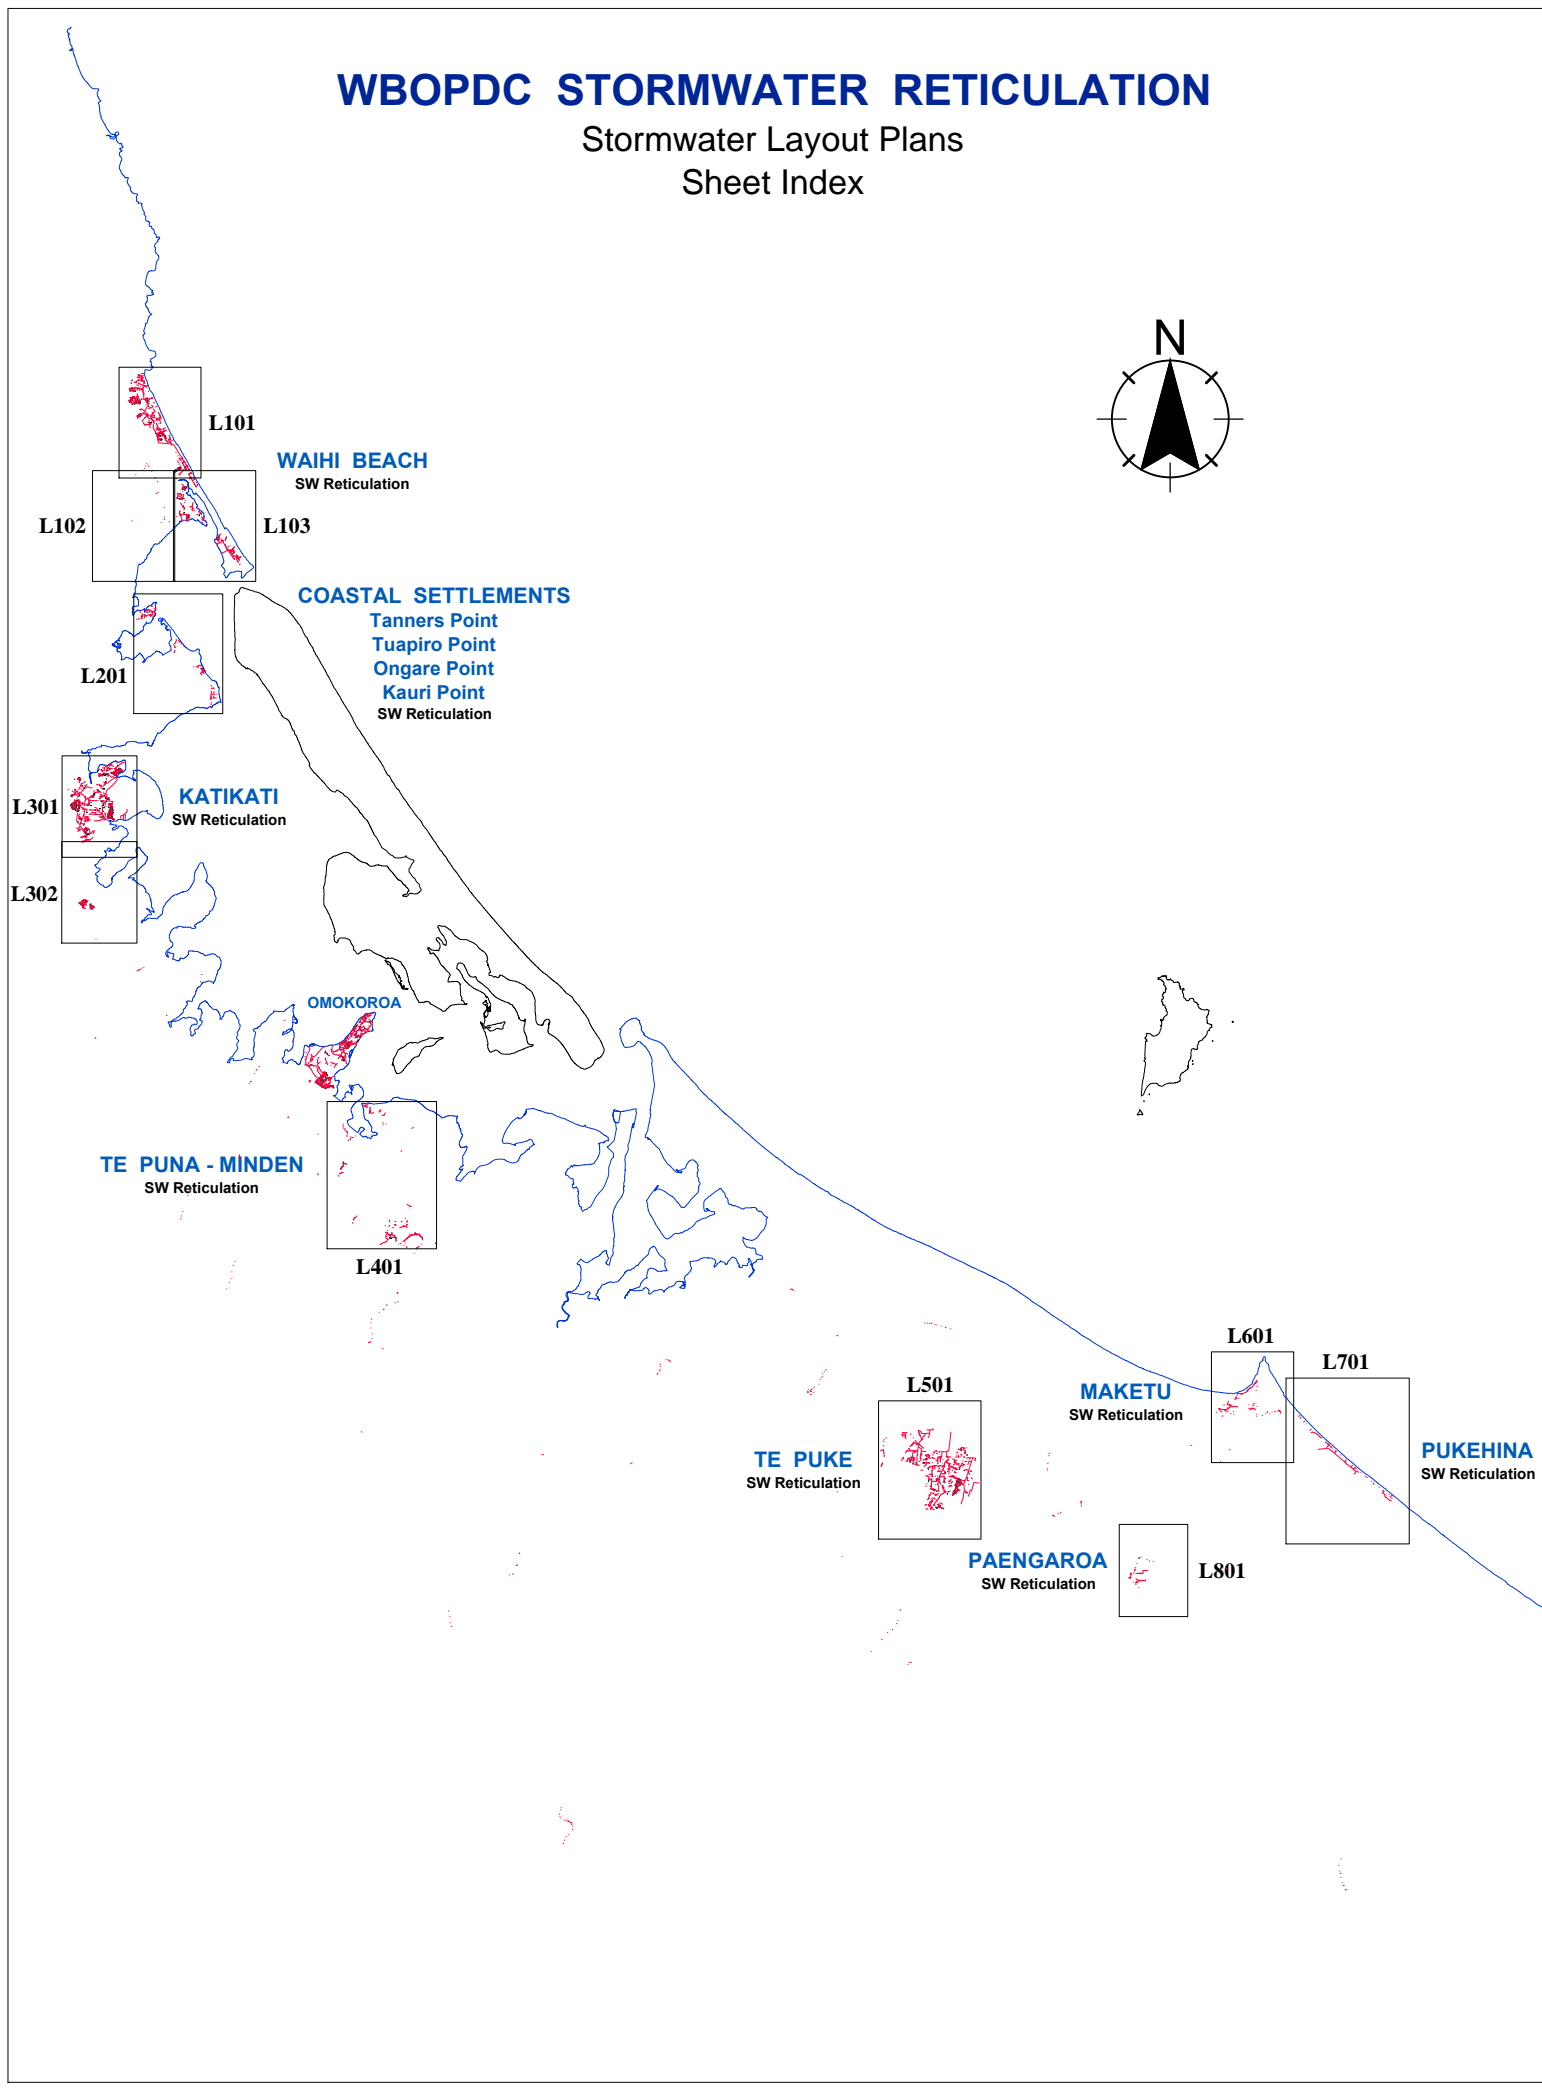 WBOPDC STORMWATER RETICULATION
Stormwater Layout Plans
Sheet Index
N
L101
WAIHI BEACH
SW Reticulation
L102
L103
COASTAL SETTLEMENTS
Tanners Point
Tuapiro Point
Ongare Point
Kauri Point
SW Reticulation
L201
L301
KATIKATI
SW Reticulation
L302
OMOKOROA
TE PUNA - MINDEN
SW Reticulation
L401
L601
L701
L501
MAKETU
SW Reticulation
TE PUKE
SW Reticulation
PUKEHINA
SW Reticulation
PAENGAROA
SW Reticulation
L801